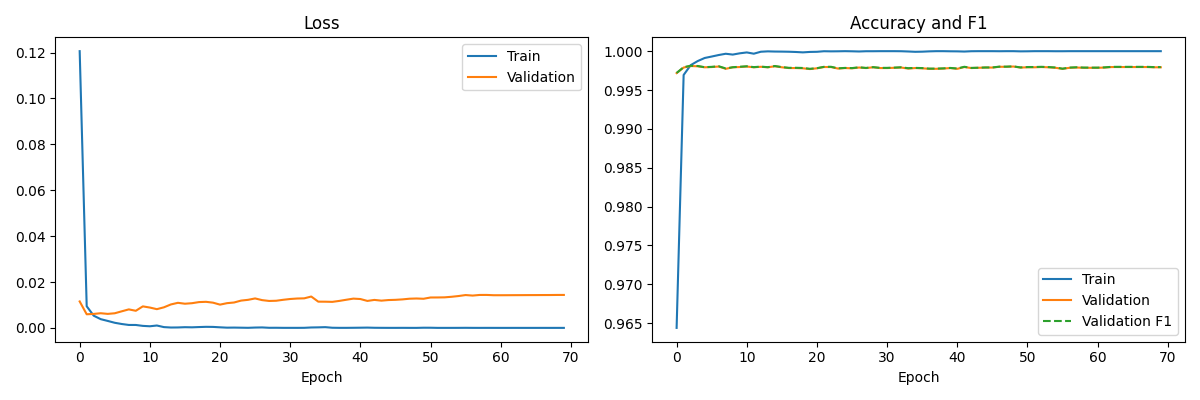 Loss
0.12
0.10
0.08
0.06
0.04
0.02
0.00
Train
Validation
0 10 20 30 40 50 60 70
Epoch
Accuracy and F1
1.000
0.995
0.990
0.985
0.980
0.975
0.970
0.965
Train
Validation
Validation F1
0 10 20 30 40 50 60 70
Epoch